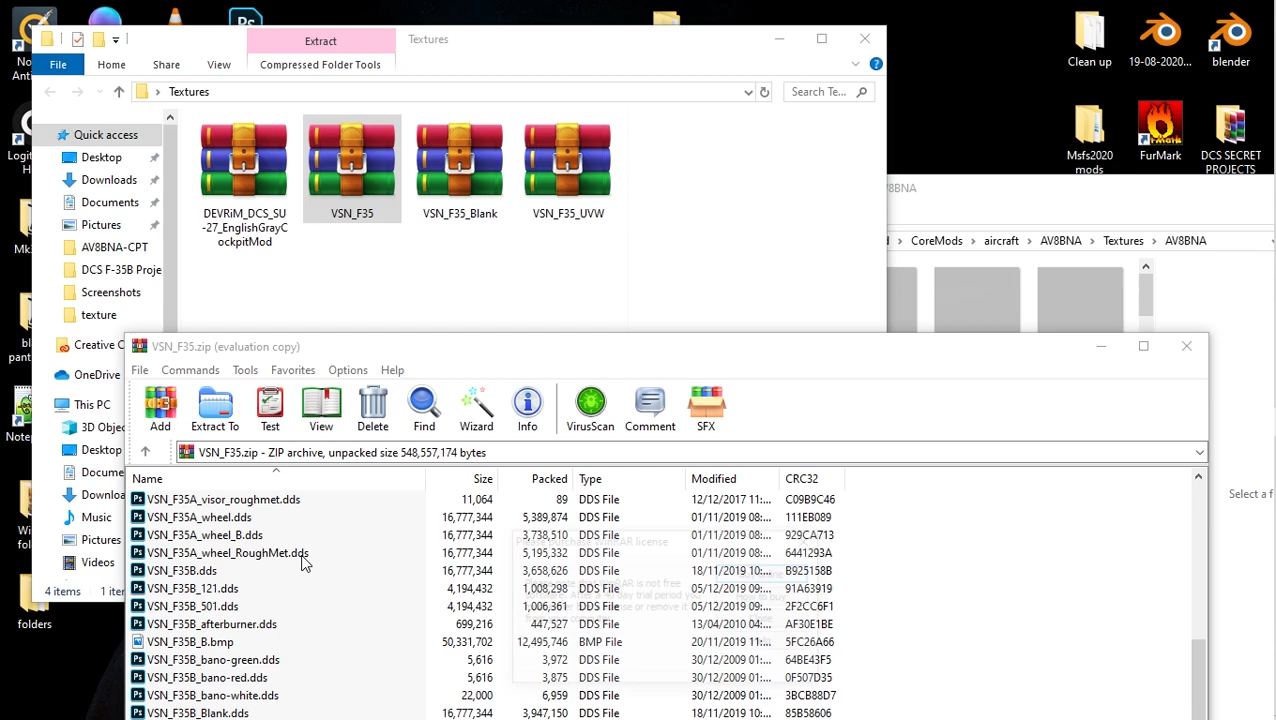 Extract
Textures
File
Home
Share
View
Compressed Folder Tools
Textures
Search Te...
Quick access
Desktop
Downloads
Documents
Pictures
AV8BNA-CPT
DCS F-35B Proje
Screenshots
texture
Creative C
OneDrive
This PC
3D Objec
Desktop
Docume
Downloa
Music
Pictures
Videos
4 items
1 iter
DEVRiM_DCS_SU
-27_EnglishGrayC
ockpitMod
VSN_F35
VSN_F35_Blank
VSN_F35_UVW
Clean up
19-08-2020...
blender
Msfs2020
mods
FurMark
DCS SECRET
PROJECTS
CoreMods
aircraft
AV8BNA
Textures
AV8BNA
Select a f
folders
VSN_F35.zip (evaluation copy)
File
Commands
Tools
Favorites
Options
Help
Add
Extract To
Test
View
Delete
Find
Wizard
Info
VirusScan
Comment
SFX
VSN_F35.zip - ZIP archive, unpacked size 548,557,174 bytes
Name Size Packed Type Modified CRC32
VSN_F35A_visor_roughmet.dds 11,064 89 DDS File 12/12/2017 11:... C09B9C46
VSN_F35A_wheel.dds 16,777,344 5,389,874 DDS File 01/11/2019 08:... 111EB089
VSN_F35A_wheel_B.dds 16,777,344 3,738,510 DDS File 01/11/2019 08:... 929CA713
VSN_F35A_wheel_RoughMet.dds 16,777,344 5,195,332 DDS File 01/11/2019 08:... 6441293A
VSN_F35B.dds 16,777,344 3,658,626 DDS File 18/11/2019 10:... B925158B
VSN_F35B_121.dds 4,194,432 1,008,299 DDS File 05/12/2019 09:... 91A63919
VSN_F35B_501.dds 4,194,432 1,006,361 DDS File 05/12/2019 09:... 2F2CC6F1
VSN_F35B_afterburner.dds 699,216 447,527 DDS File 13/04/2010 04:... AF30E1BE
VSN_F35B_B.bmp 50,331,702 12,495,746 BMP File 20/11/2019 11:... 5FC26A66
VSN_F35B_bano-green.dds 5,616 3,972 DDS File 30/12/2009 01:... 64BE43F5
VSN_F35B_bano-red.dds 5,616 3,875 DDS File 30/12/2009 01:... 0F507D35
VSN_F35B_bano-white.dds 22,000 6,959 DDS File 30/12/2009 01:... 3BCB88D7
VSN_F35B_Blank.dds 16,777,344 3,947,150 DDS File 18/11/2019 10:... 85B58606
Please purchase WinRAR license
How to buy